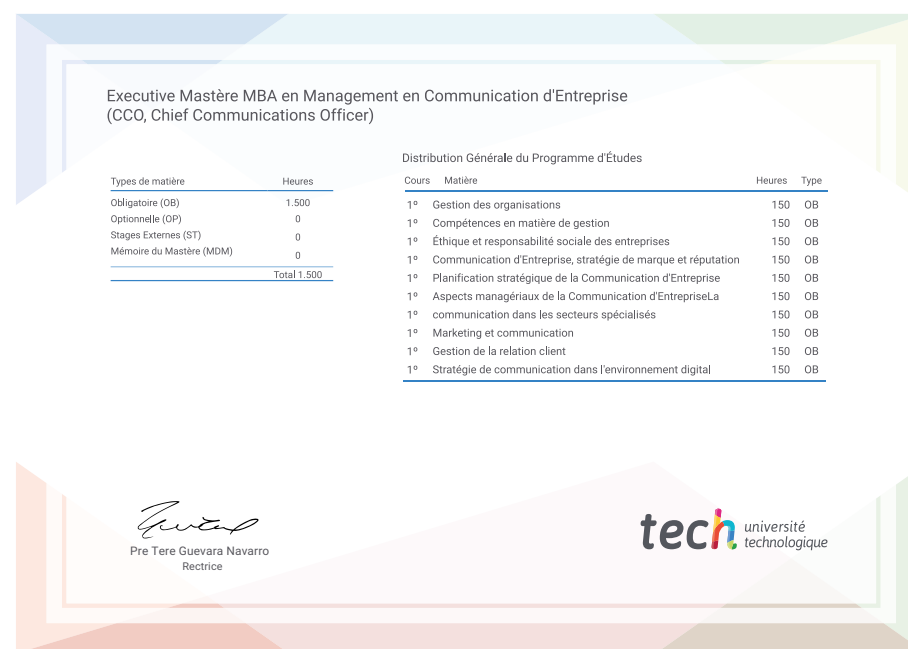 Executive Mastère MBA en Management en Communication d'Entreprise
(CCO, Chief Communications Officer)
Types de matière Heures
Obligatoire (OB) 1.500
Optionnelle (OP) 0
Stages Externes (ST) 0
Mémoire du Mastère (MDM) 0
Total 1.500
Distribution Générale du Programme d'Études
Cours Matière Heures Type
1º Gestion des organisations 150 OB
1º Compétences en matière de gestion 150 OB
1º Éthique et responsabilité sociale des entreprises 150 OB
1º Communication d'Entreprise, stratégie de marque et réputation 150 OB
1º Planification stratégique de la Communication d'Entreprise 150 OB
1º Aspects managériaux de la Communication d'EntrepriseLa 150 OB
1º communication dans les secteurs spécialisés 150 OB
1º Marketing et communication 150 OB
1º Gestion de la relation client 150 OB
1º Stratégie de communication dans l'environnement digital 150 OB
Pre Tere Guevara Navarro
Rectrice
tech université
technologique